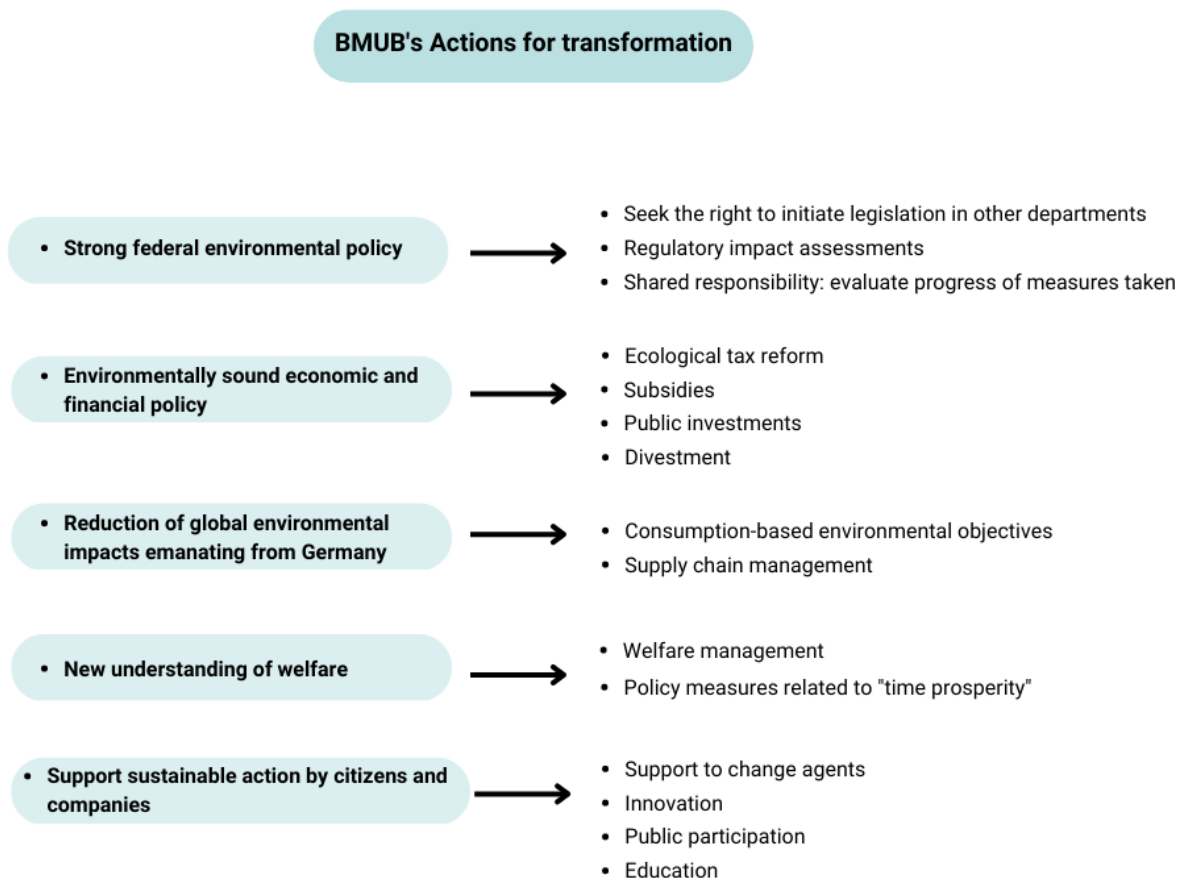 BMUB's Actions for transformation
• Strong federal environmental policy
• Seek the right to initiate legislation in other departments
• Regulatory impact assessments
• Shared responsibility: evaluate progress of measures taken
• Environmentally sound economic and
financial policy
• Ecological tax reform
• Subsidies
• Public investments
• Divestment
• Reduction of global environmental
impacts emanating from Germany
• Consumption-based environmental objectives
• Supply chain management
• New understanding of welfare
• Welfare management
• Policy measures related to "time prosperity"
• Support sustainable action by citizens and
companies
• Support to change agents
• Innovation
• Public participation
• Education